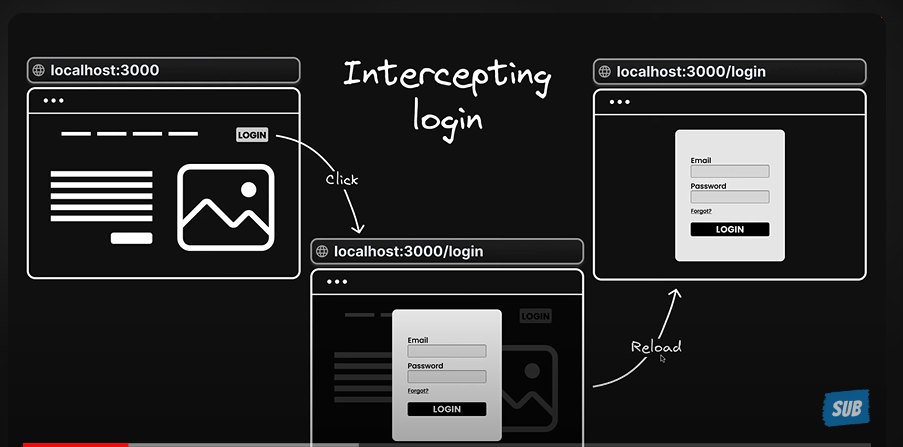 localhost:3000
LOGIN
Intercepting
login
Click
localhost:3000/login
LOGIN
Email
Password
Forgot?
LOGIN
localhost:3000/login
Email
Password
Forgot?
LOGIN
Reload
SUB